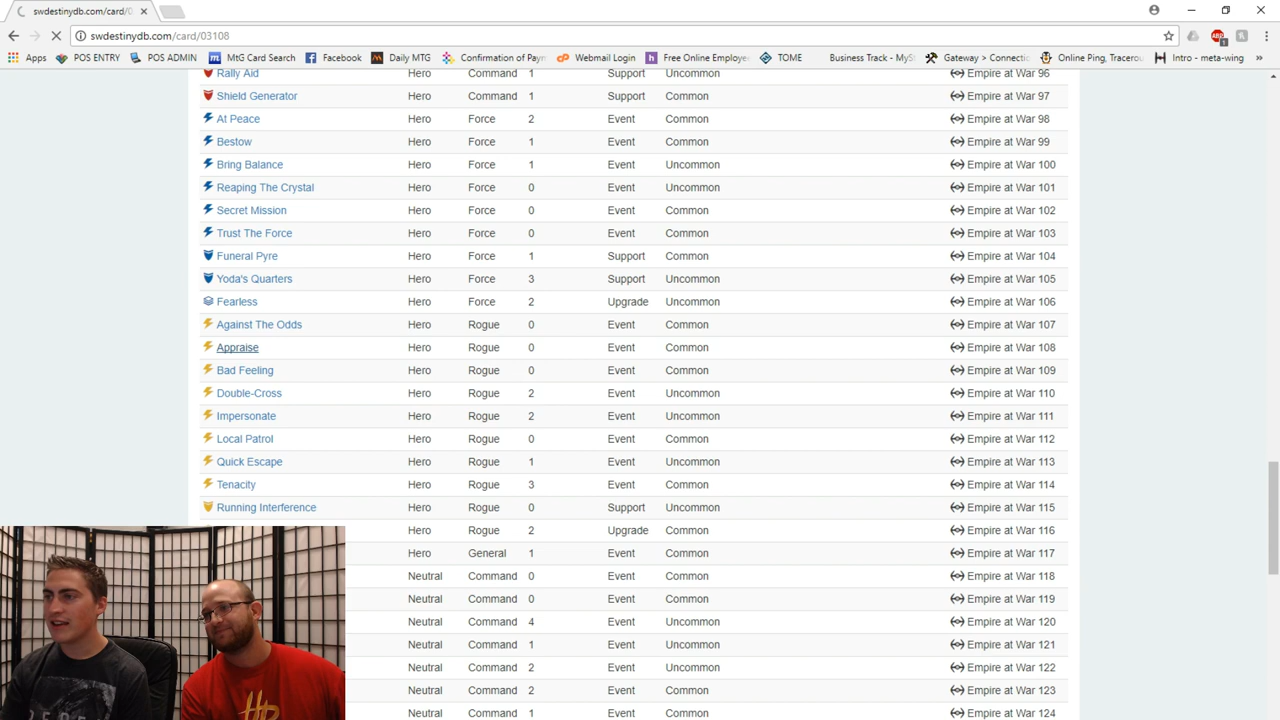 swdestinydb.com/card/0
swdestinydb.com/card/03108
Apps POS ENTRY POS ADMIN MtG Card Search Facebook Daily MTG Confirmation of Paym Webmail Login Free Online Employe TOME Business Track - MyS Gateway > Connecti Online Ping, Tracerou Intro - meta-wing »
Rally Aid Hero Command 1 Support Uncommon Empire at War 96
Shield Generator Hero Command 1 Support Common Empire at War 97
At Peace Hero Force 2 Event Common Empire at War 98
Bestow Hero Force 1 Event Common Empire at War 99
Bring Balance Hero Force 1 Event Uncommon Empire at War 100
Reaping The Crystal Hero Force 0 Event Uncommon Empire at War 101
Secret Mission Hero Force 0 Event Common Empire at War 102
Trust The Force Hero Force 0 Event Common Empire at War 103
Funeral Pyre Hero Force 1 Support Common Empire at War 104
Yoda's Quarters Hero Force 3 Support Uncommon Empire at War 105
Fearless Hero Force 2 Upgrade Uncommon Empire at War 106
Against The Odds Hero Rogue 0 Event Common Empire at War 107
Appraise Hero Rogue 0 Event Common Empire at War 108
Bad Feeling Hero Rogue 0 Event Common Empire at War 109
Double-Cross Hero Rogue 2 Event Uncommon Empire at War 110
Impersonate Hero Rogue 2 Event Uncommon Empire at War 111
Local Patrol Hero Rogue 0 Event Common Empire at War 112
Quick Escape Hero Rogue 1 Event Uncommon Empire at War 113
Tenacity Hero Rogue 3 Event Common Empire at War 114
Running Interference Hero Rogue 0 Support Uncommon Empire at War 115
Hero Rogue 2 Upgrade Common Empire at War 116
Hero General 1 Event Common Empire at War 117
Neutral Command 0 Event Common Empire at War 118
Neutral Command 0 Event Common Empire at War 119
Neutral Command 4 Event Uncommon Empire at War 120
Neutral Command 1 Event Uncommon Empire at War 121
Neutral Command 2 Event Uncommon Empire at War 122
Neutral Command 2 Event Common Empire at War 123
Neutral Command 1 Event Common Empire at War 124